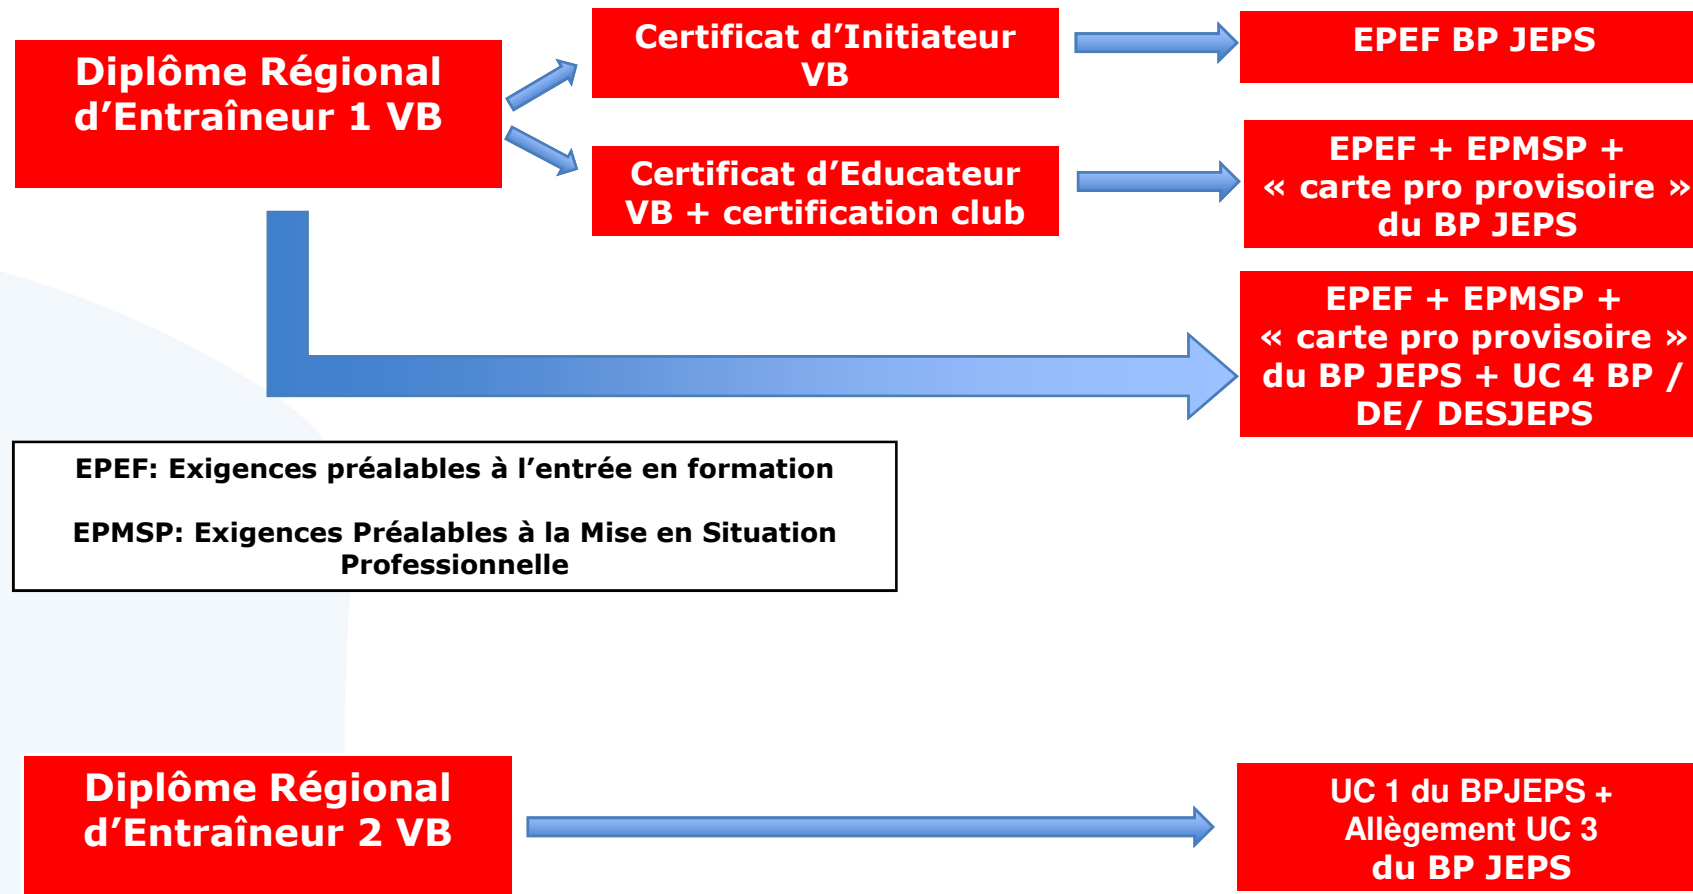 Diplôme Régional
d’Entraîneur 1 VB
Certificat d’Initiateur
VB
EPEF BP JEPS
Certificat d’Educateur
VB + certification club
EPEF + EPMSP +
« carte pro provisoire »
du BP JEPS
EPEF + EPMSP +
« carte pro provisoire »
du BP JEPS + UC 4 BP /
DE/ DESJEPS
EPEF: Exigences préalables à l’entrée en formation
EPMSP: Exigences Préalables à la Mise en Situation
Professionnelle
Diplôme Régional
d’Entraîneur 2 VB
UC 1 du BPJEPS +
Allègement UC 3
du BP JEPS